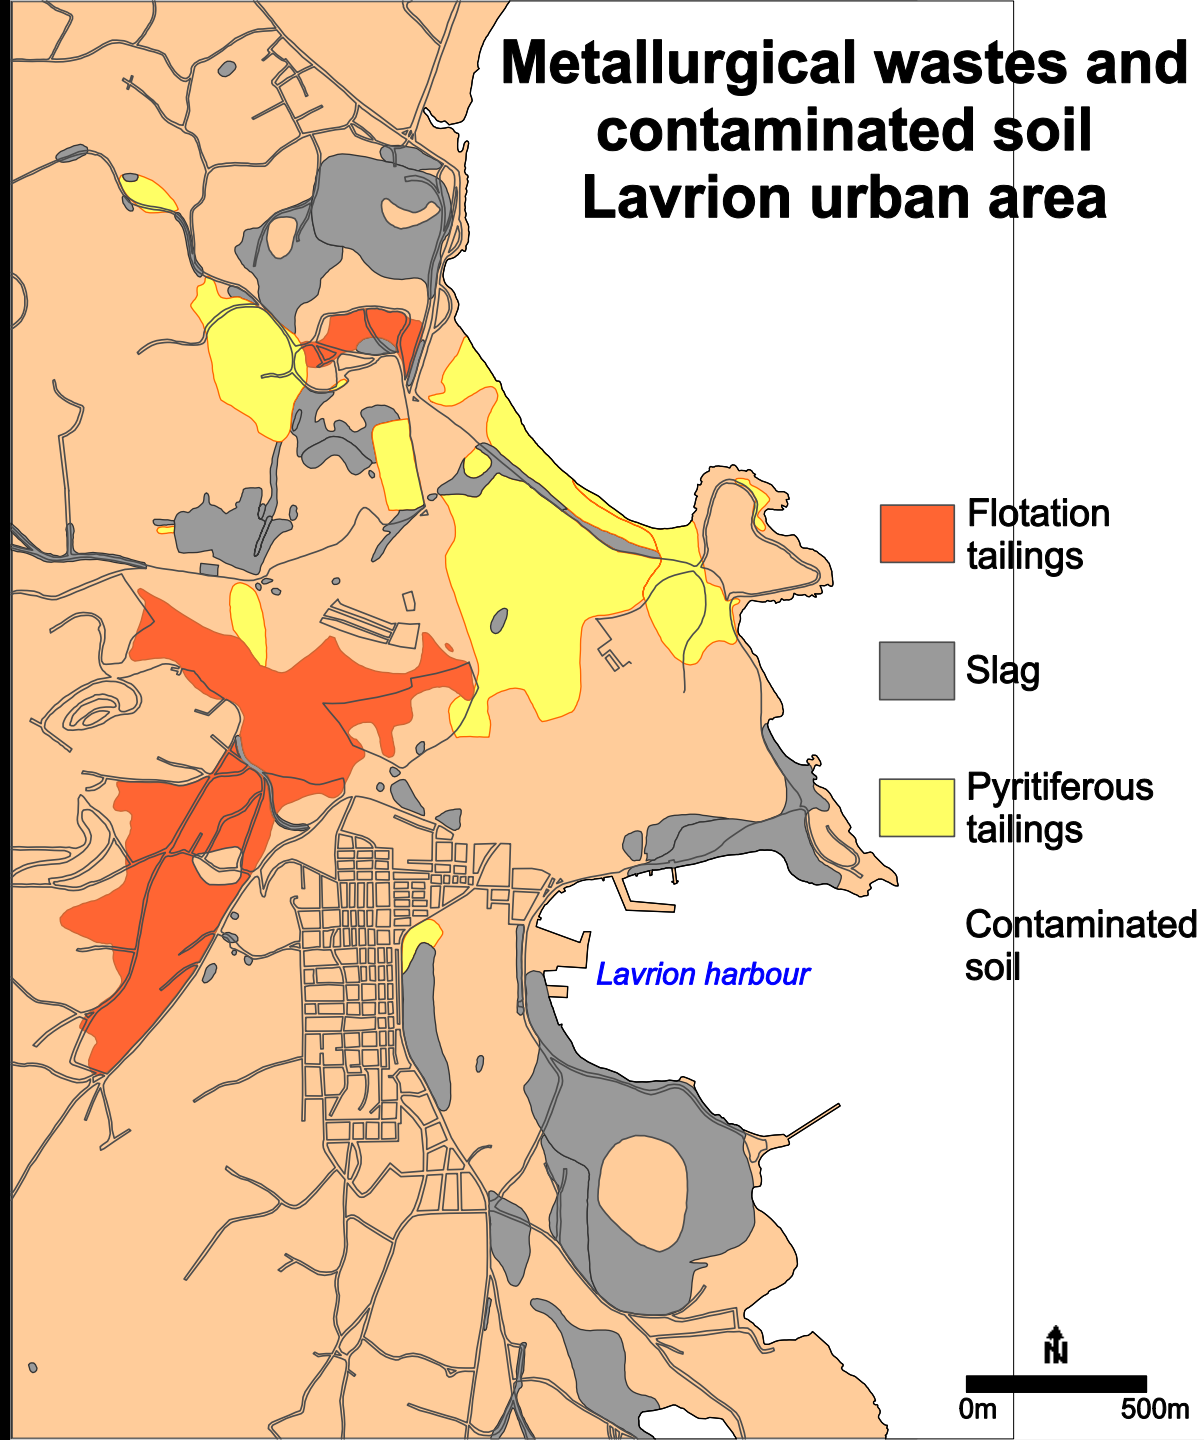 Metallurgical wastes and
contaminated soil
Lavrion urban area
Flotation
tailings
Slag
Pyritiferous
tailings
Contaminated
soil
Lavrion harbour
N
0m 500m